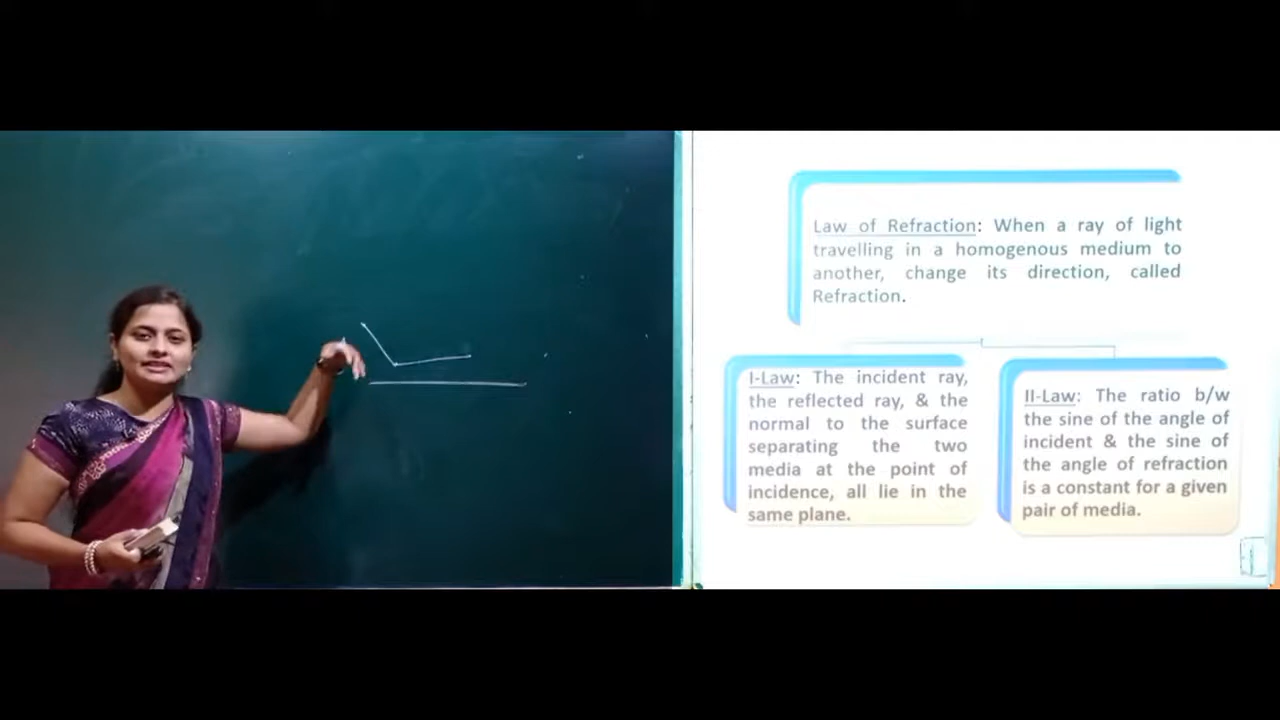 Law of Refraction: When a ray of light
travelling in a homogenous medium to
another, change its direction, called
Refraction.
I-Law: The incident ray,
the reflected ray, & the
normal to the surface
separating the two
media at the point of
incidence, all lie in the
same plane.
II-Law: The ratio b/w
the sine of the angle of
incident & the sine of
the angle of refraction
is a constant for a given
pair of media.